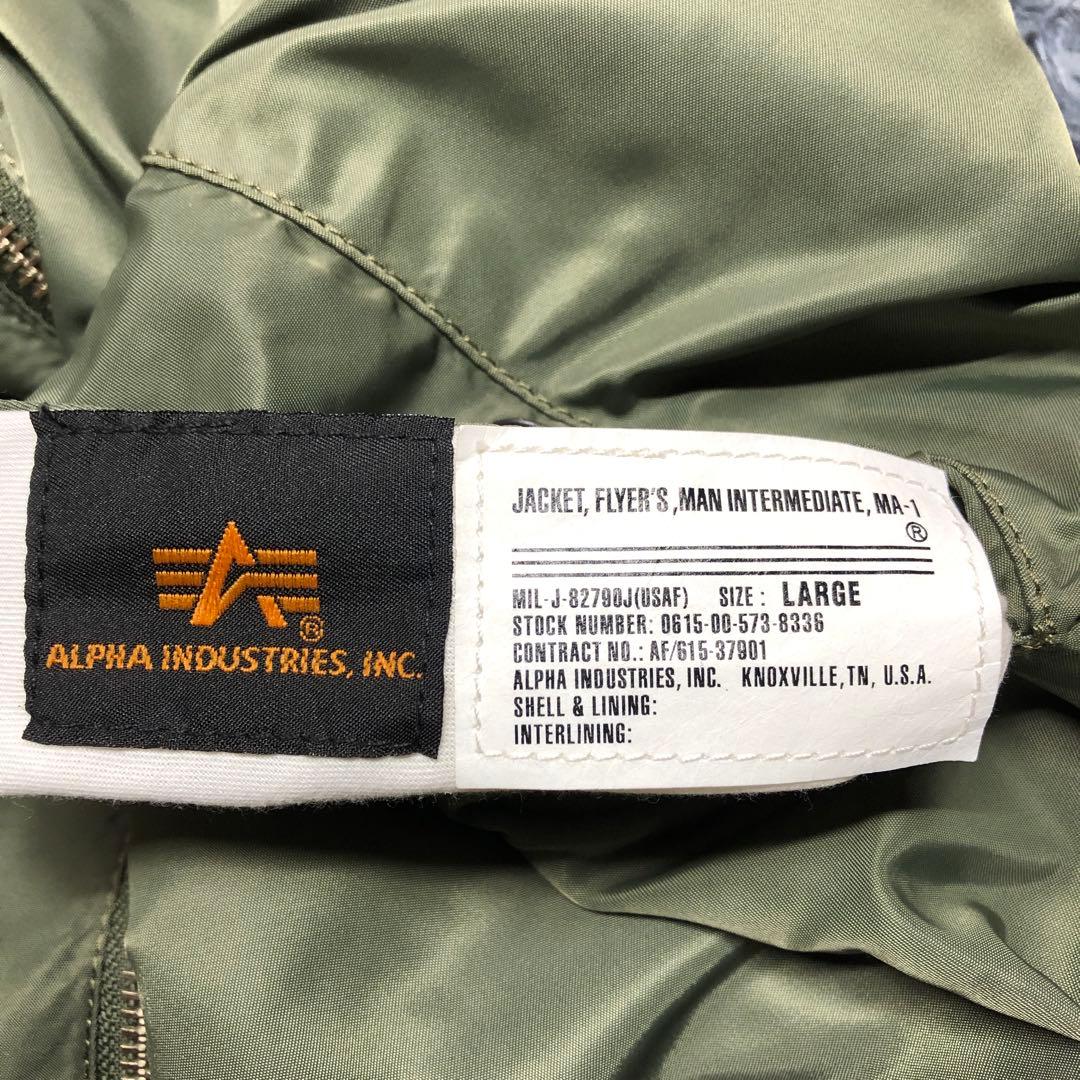 ALPHA INDUSTRIES, INC.
®
JACKET, FLYER'S, MAN INTERMEDIATE, MA-1
®
MIL-J-82790J(USAF) SIZE: LARGE
STOCK NUMBER: 0615-00-573-8336
CONTRACT NO.: AF/615-37901
ALPHA INDUSTRIES, INC. KNOXVILLE, TN, U.S.A.
SHELL & LINING:
INTERLINING: